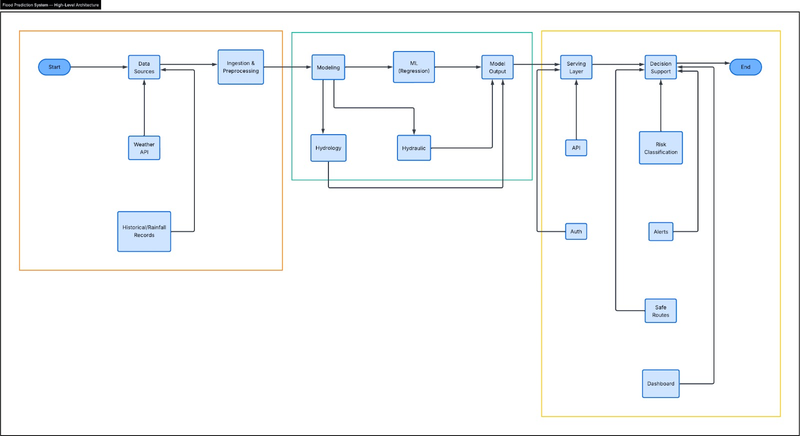 Flood Prediction System — High-Level Architecture
Start
Data
Sources
Ingestion &
Preprocessing
Modeling
ML
(Regression)
Model
Output
Serving
Layer
Decision
Support
End
Weather
API
Hydrology
Hydraulic
API
Risk
Classification
Historical/Rainfall
Records
Auth
Alerts
Safe
Routes
Dashboard